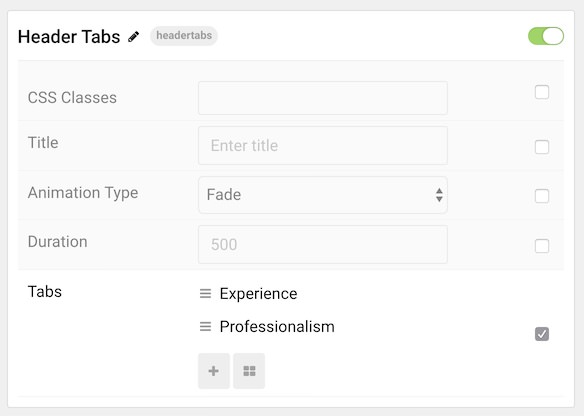 Header Tabs headertabs
CSS Classes
Title Enter title
Animation Type Fade
Duration 500
Tabs Experience
Professionalism